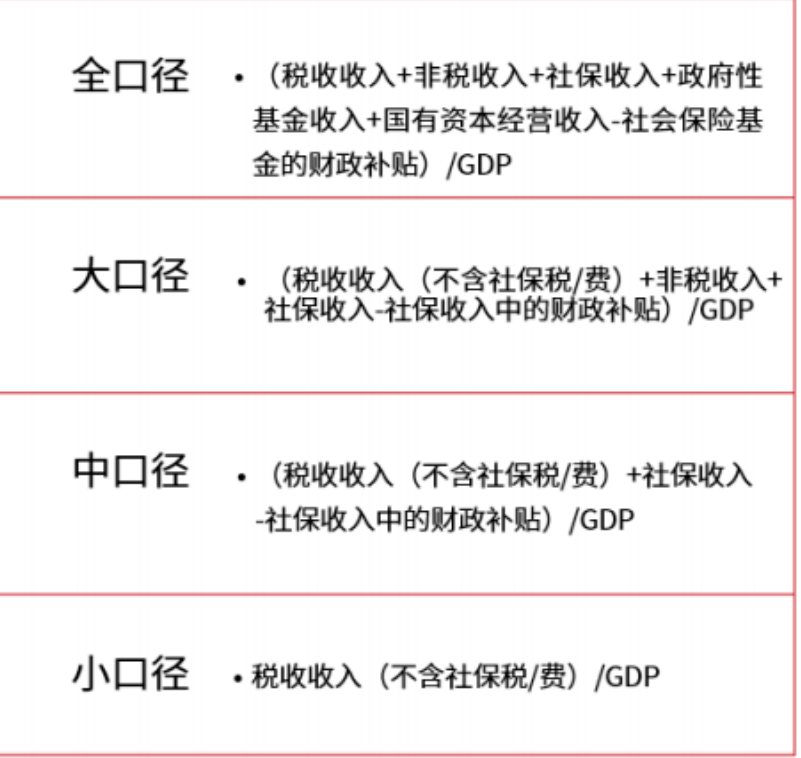 全口径
• （税收收入+非税收入+社保收入+政府性
基金收入+国有资本经营收入-社会保险基
金的财政补贴）/GDP
大口径
• （税收收入（不含社保税/费）+非税收入+
社保收入-社保收入中的财政补贴）/GDP
中口径
• （税收收入（不含社保税/费）+社保收入
-社保收入中的财政补贴）/GDP
小口径
• 税收收入（不含社保税/费）/GDP